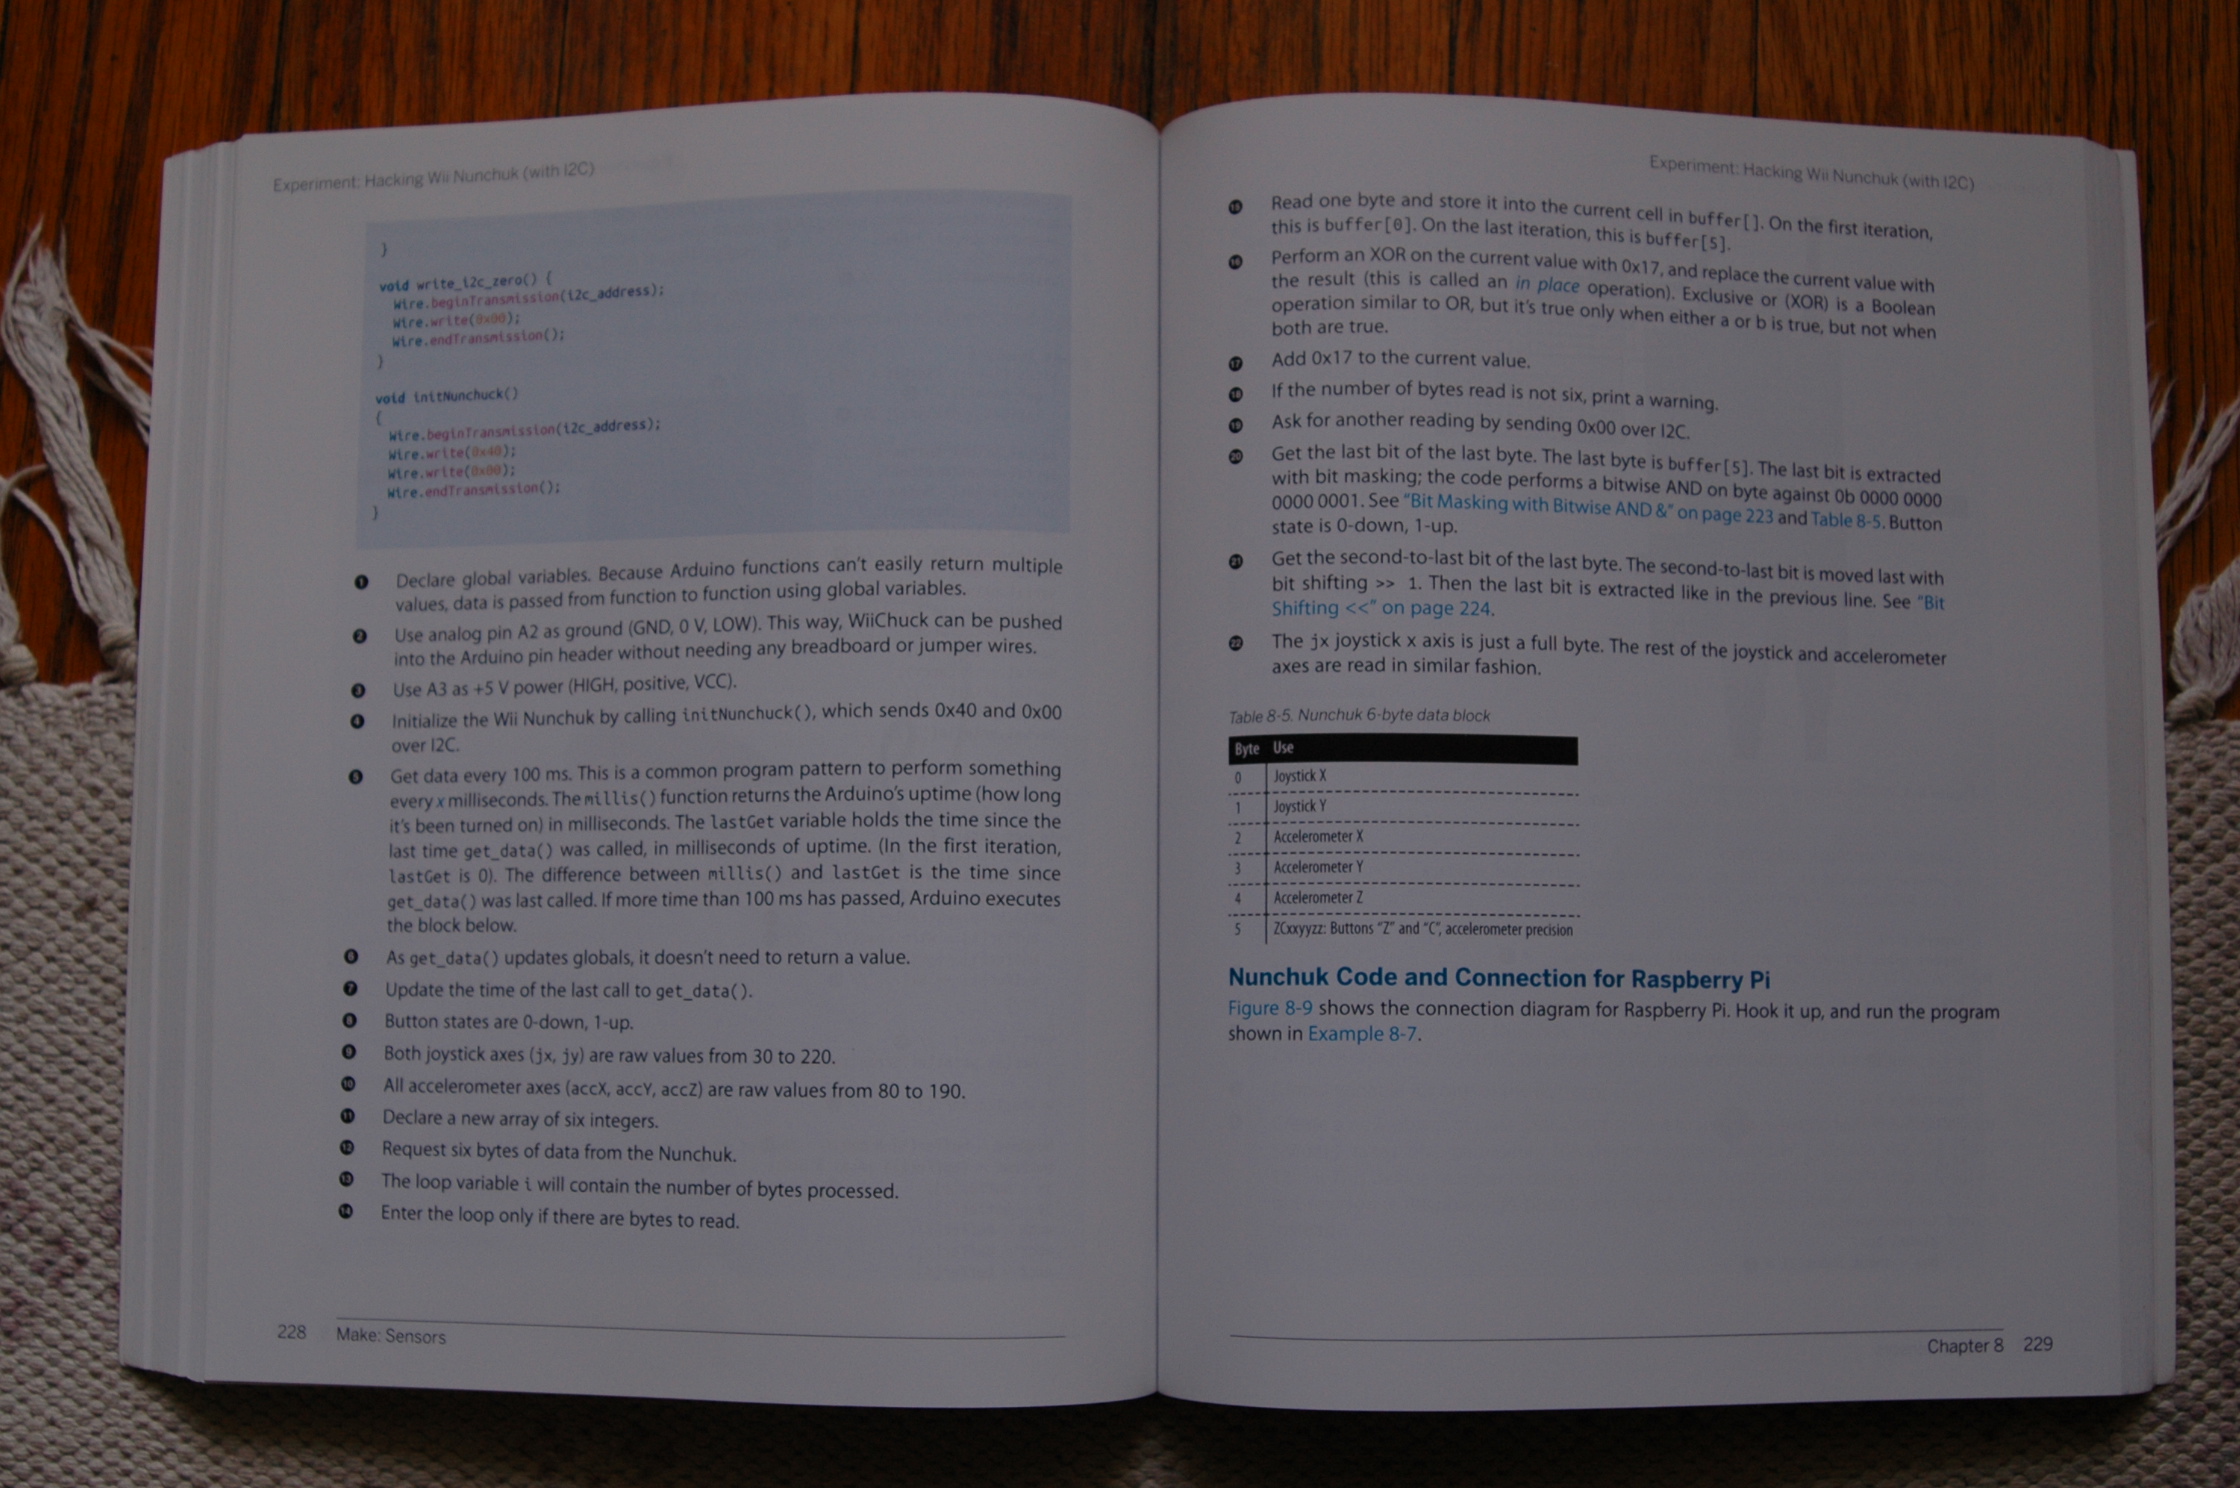 Experiment: Hacking Wii Nunchuk (with I2C)
}
void write_i2c_zero() {
Wire.beginTransmission(i2c_address);
Wire.write(0x00);
Wire.endTransmission();
}
void initNunchuck()
{
Wire.beginTransmission(i2c_address);
Wire.write(0x40);
Wire.write(0x00);
Wire.endTransmission();
}
❶ Declare global variables. Because Arduino functions can't easily return multiple
values, data is passed from function to function using global variables.
❷ Use analog pin A2 as ground (GND, 0 V, LOW). This way, WiiChuck can be pushed
into the Arduino pin header without needing any breadboard or jumper wires.
❸ Use A3 as +5 V power (HIGH, positive, VCC).
❹ Initialize the Wii Nunchuk by calling initNunchuck(), which sends 0x40 and 0x00
over I2C.
❺ Get data every 100 ms. This is a common program pattern to perform something
every x milliseconds. The millis() function returns the Arduino's uptime (how long
it's been turned on) in milliseconds. The lastGet variable holds the time since the
last time get_data() was called, in milliseconds of uptime. (In the first iteration,
lastGet is 0). The difference between millis() and lastGet is the time since
get_data() was last called. If more time than 100 ms has passed, Arduino executes
the block below.
❻ As get_data() updates globals, it doesn't need to return a value.
❼ Update the time of the last call to get_data().
❽ Button states are 0-down, 1-up.
❾ Both joystick axes (jx, jy) are raw values from 30 to 220.
❿ All accelerometer axes (accX, accY, accZ) are raw values from 80 to 190.
⓫ Declare a new array of six integers.
⓬ Request six bytes of data from the Nunchuk.
⓭ The loop variable i will contain the number of bytes processed.
⓮ Enter the loop only if there are bytes to read.
228 Make: Sensors
Experiment: Hacking Wii Nunchuk (with I2C)
⓯ Read one byte and store it into the current cell in buffer[]. On the first iteration,
this is buffer[0]. On the last iteration, this is buffer[5].
⓰ Perform an XOR on the current value with 0x17, and replace the current value with
the result (this is called an in place operation). Exclusive or (XOR) is a Boolean
operation similar to OR, but it's true only when either a or b is true, but not when
both are true.
⓱ Add 0x17 to the current value.
⓲ If the number of bytes read is not six, print a warning.
⓳ Ask for another reading by sending 0x00 over I2C.
⓴ Get the last bit of the last byte. The last byte is buffer[5]. The last bit is extracted
with bit masking; the code performs a bitwise AND on byte against 0b 0000 0000
0000 0001. See "Bit Masking with Bitwise AND &" on page 223 and Table 8-5. Button
state is 0-down, 1-up.
㉑ Get the second-to-last bit of the last byte. The second-to-last bit is moved last with
bit shifting >> 1. Then the last bit is extracted like in the previous line. See "Bit
Shifting <<" on page 224.
㉒ The jx joystick x axis is just a full byte. The rest of the joystick and accelerometer
axes are read in similar fashion.
Table 8-5. Nunchuk 6-byte data block
Byte Use
0 Joystick X
1 Joystick Y
2 Accelerometer X
3 Accelerometer Y
4 Accelerometer Z
5 ZCxxyyzz: Buttons "Z" and "C", accelerometer precision
Nunchuk Code and Connection for Raspberry Pi
Figure 8-9 shows the connection diagram for Raspberry Pi. Hook it up, and run the program
shown in Example 8-7.
Chapter 8 229